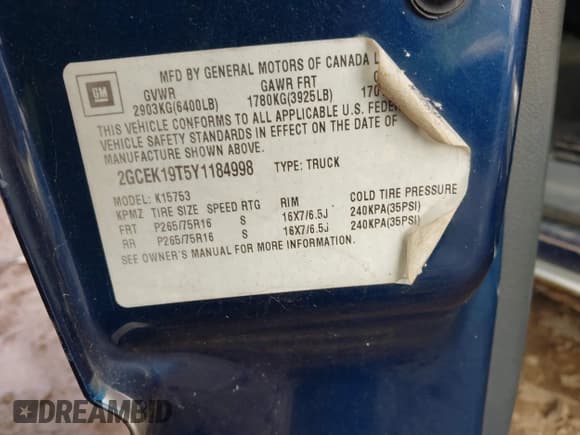 MFD BY GENERAL MOTORS OF CANADA L
GM
GVWR GAWR FRT G
2903KG(6400LB) 1780KG(3925LB) 170
THIS VEHICLE CONFORMS TO ALL APPLICABLE U.S. FEDER
VEHICLE SAFETY STANDARDS IN EFFECT ON THE DATE OF
MANUFACTURE SHOWN ABOVE.
2GCEK19T5Y1184998 TYPE: TRUCK
MODEL: K15753
KPMZ TIRE SIZE SPEED RTG RIM COLD TIRE PRESSURE
FRT P265/75R16 S 16X7/6.5J 240KPA(35PSI)
RR P265/75R16 S 16X7/6.5J 240KPA(35PSI)
SEE OWNER'S MANUAL FOR MORE INFORMATION.
DREAMBID